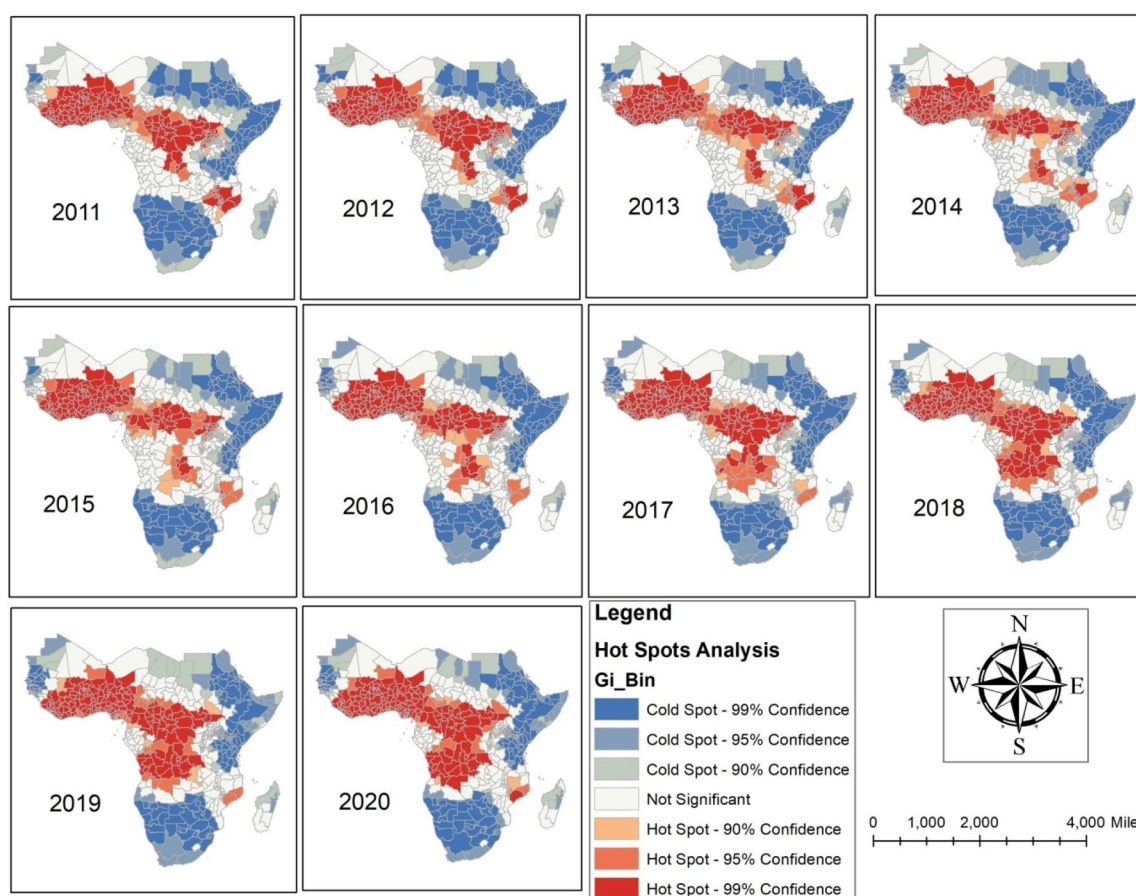 2011
2012
2013
2014
2015
2016
2017
2018
2019
2020
Legend
Hot Spots Analysis
Gi_Bin
Cold Spot - 99% Confidence
Cold Spot - 95% Confidence
Cold Spot - 90% Confidence
Not Significant
Hot Spot - 90% Confidence
Hot Spot - 95% Confidence
Hot Spot - 99% Confidence
N
W E
S
0 1,000 2,000 4,000 Mile